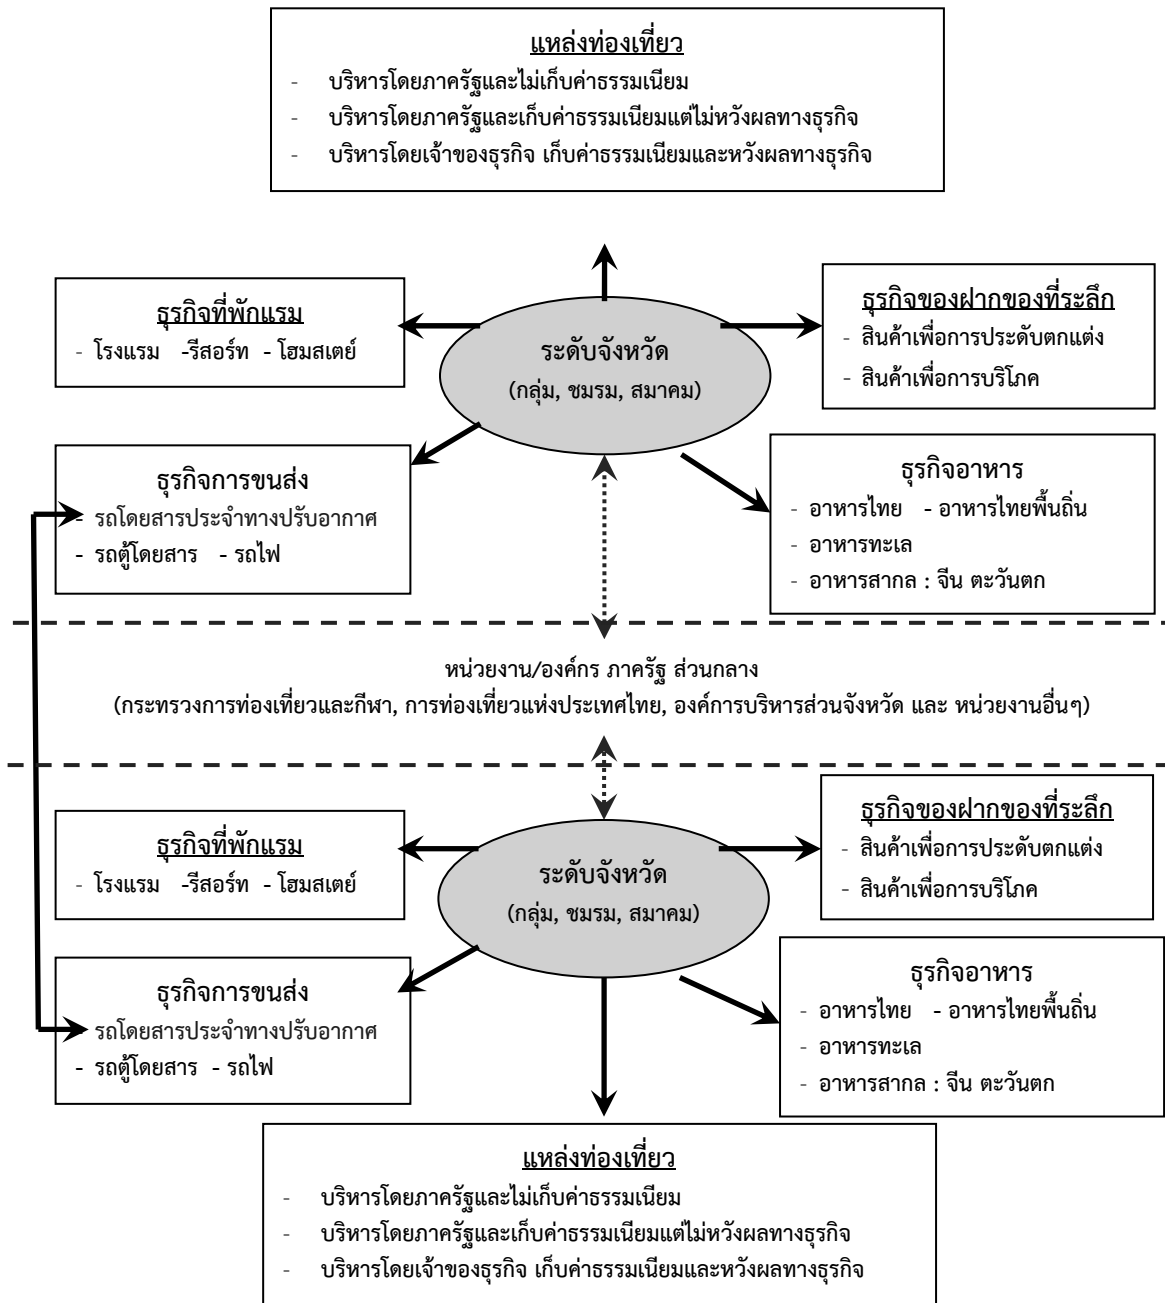 แหล่งท่องเที่ยว
- บริหารโดยภาครัฐและไม่เก็บค่าธรรมเนียม
- บริหารโดยภาครัฐและเก็บค่าธรรมเนียมแต่ไม่หวังผลทางธุรกิจ
- บริหารโดยเจ้าของธุรกิจ เก็บค่าธรรมเนียมและหวังผลทางธุรกิจ
ธุรกิจที่พักแรม
- โรงแรม -รีสอร์ท - โฮมสเตย์
ระดับจังหวัด
(กลุ่ม, ชมรม, สมาคม)
ธุรกิจของฝากของที่ระลึก
- สินค้าเพื่อการประดับตกแต่ง
- สินค้าเพื่อการบริโภค
ธุรกิจการขนส่ง
- รถโดยสารประจำทางปรับอากาศ
- รถตู้โดยสาร - รถไฟ
ธุรกิจอาหาร
- อาหารไทย - อาหารไทยพื้นถิ่น
- อาหารทะเล
- อาหารสากล : จีน ตะวันตก
หน่วยงาน/องค์กร ภาครัฐ ส่วนกลาง
(กระทรวงการท่องเที่ยวและกีฬา, การท่องเที่ยวแห่งประเทศไทย, องค์การบริหารส่วนจังหวัด และ หน่วยงานอื่นๆ)
ธุรกิจที่พักแรม
- โรงแรม -รีสอร์ท - โฮมสเตย์
ระดับจังหวัด
(กลุ่ม, ชมรม, สมาคม)
ธุรกิจของฝากของที่ระลึก
- สินค้าเพื่อการประดับตกแต่ง
- สินค้าเพื่อการบริโภค
ธุรกิจการขนส่ง
- รถโดยสารประจำทางปรับอากาศ
- รถตู้โดยสาร - รถไฟ
ธุรกิจอาหาร
- อาหารไทย - อาหารไทยพื้นถิ่น
- อาหารทะเล
- อาหารสากล : จีน ตะวันตก
แหล่งท่องเที่ยว
- บริหารโดยภาครัฐและไม่เก็บค่าธรรมเนียม
- บริหารโดยภาครัฐและเก็บค่าธรรมเนียมแต่ไม่หวังผลทางธุรกิจ
- บริหารโดยเจ้าของธุรกิจ เก็บค่าธรรมเนียมและหวังผลทางธุรกิจ